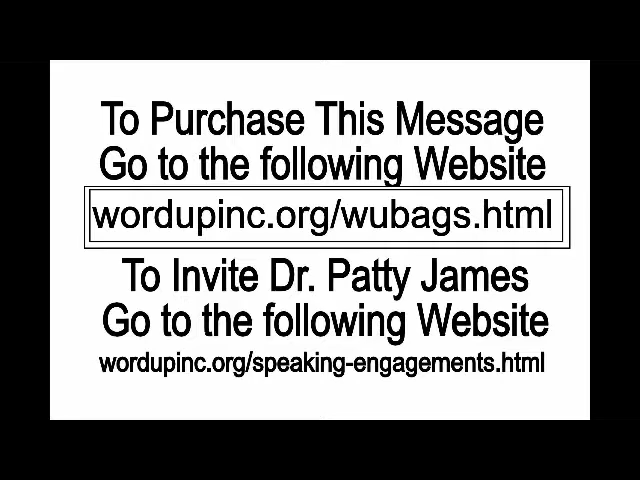 To Purchase This Message
Go to the following Website
wordupinc.org/wubags.html
To Invite Dr. Patty James
Go to the following Website
wordupinc.org/speaking-engagements.html